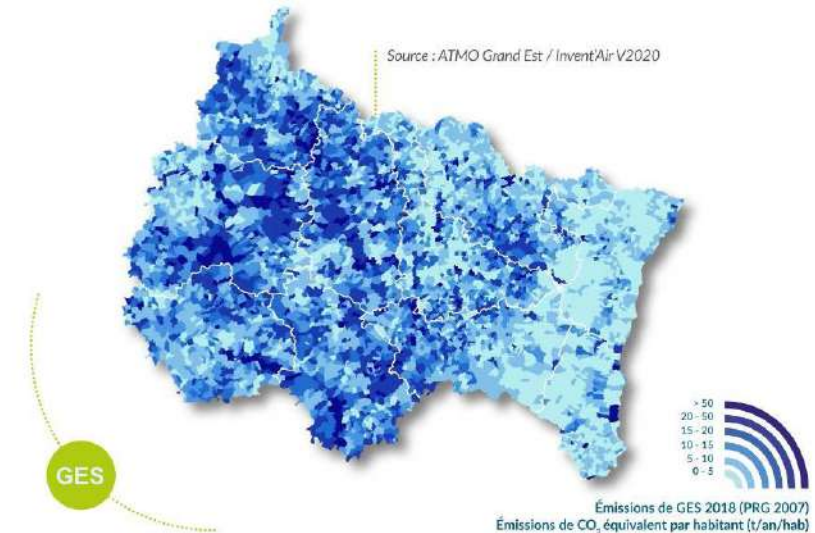 Source : ATMO Grand Est / Invent'Air V2020
GES
> 50
20 - 50
15 - 20
10 - 15
5 - 10
0 - 5
Émissions de GES 2018 (PRG 2007)
Émissions de CO₂ équivalent par habitant (t/an/hab)